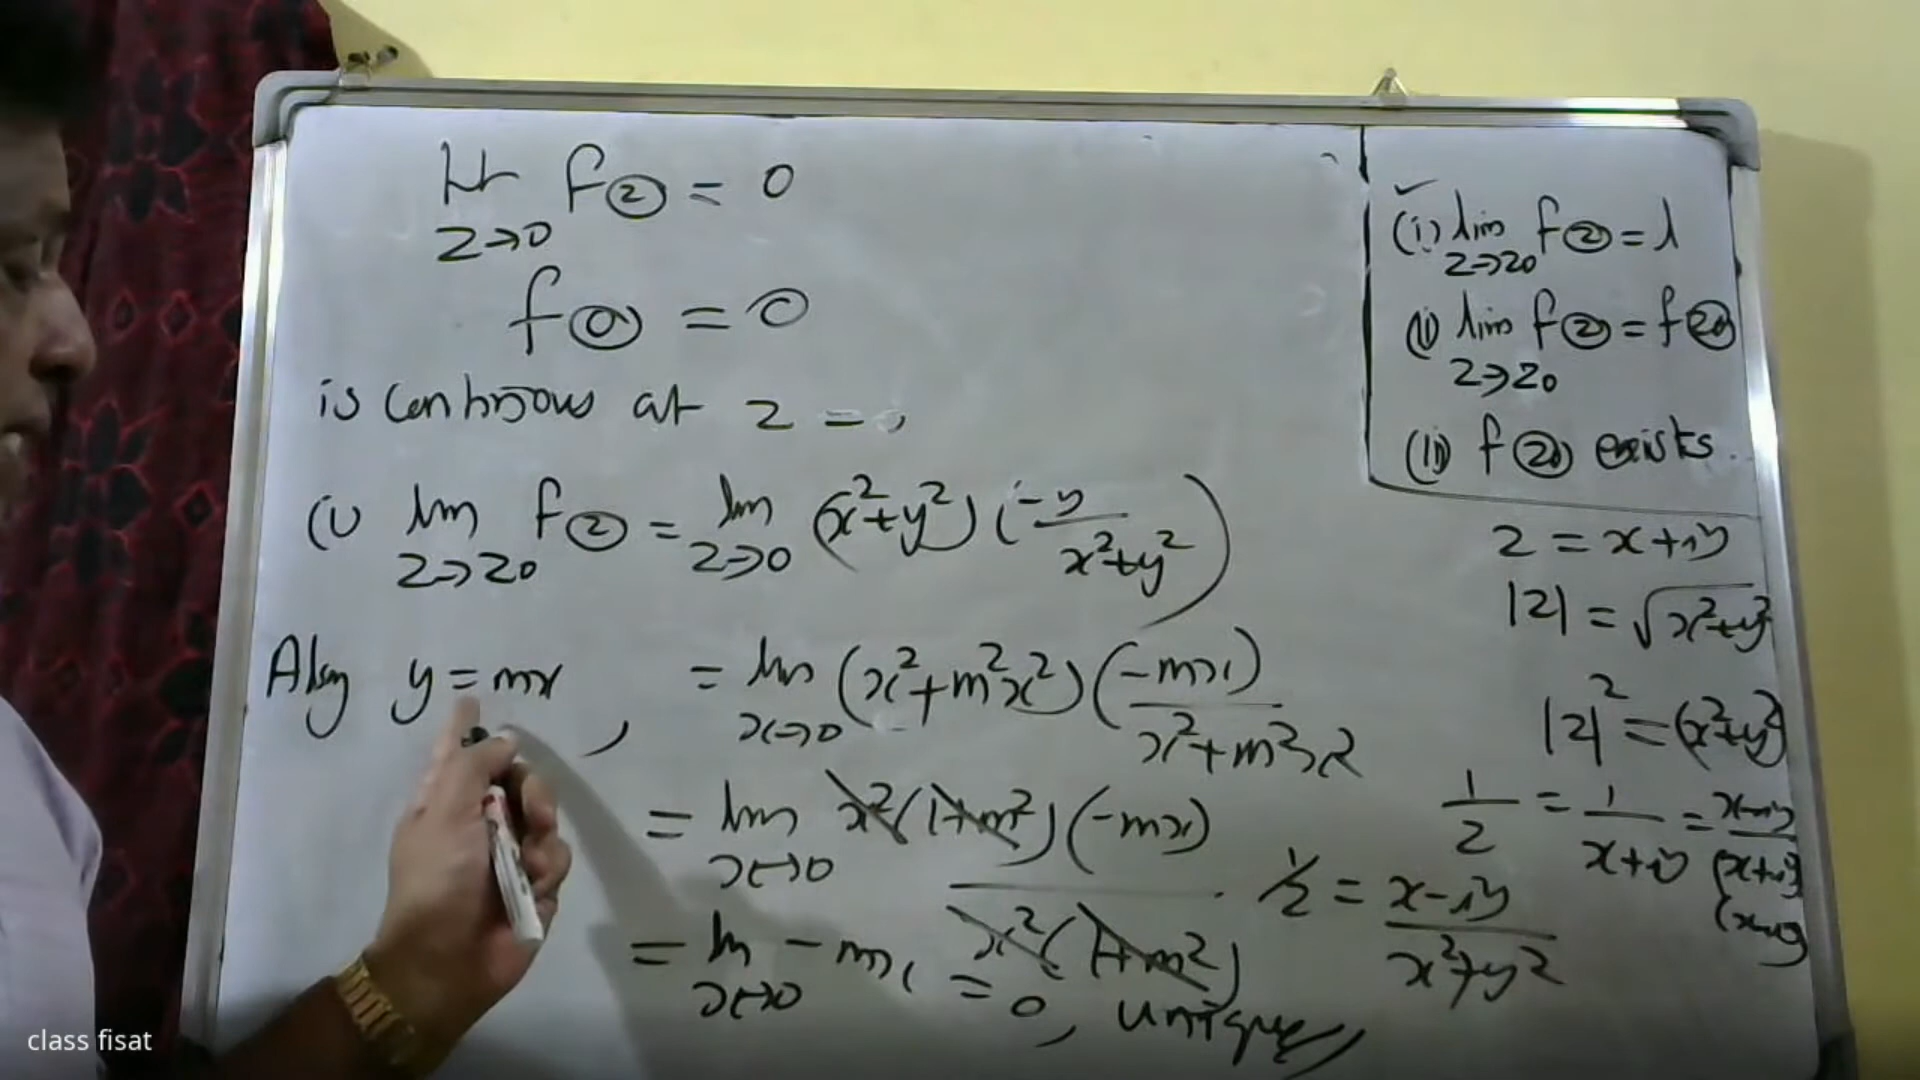 Lt f(z) = 0
z→0
f(0) = 0
is continuous at z = 0
(i) lim f(z) = lim (x²+y²) (-y / x²+y²)
z→z0 z→0
Along y = mx , = lim (x²+m²x²) (-mx) / x²+m²x²
x→0
= lim x²(1+m²)(-mx) / x²(1+m²)
x→0
= lim -mx = 0, unique
x→0
(i) lim f(z) = l
z→z0
(ii) lim f(z) = f(z0)
z→z0
(iii) f(z0) exists.
z = x+iy
|z| = √x²+y²
|z|² = (x²+y²)
1/z = 1/x+iy = x-iy / (x+iy)(x-iy)
1/z = x-iy / x²+y²
class fisat